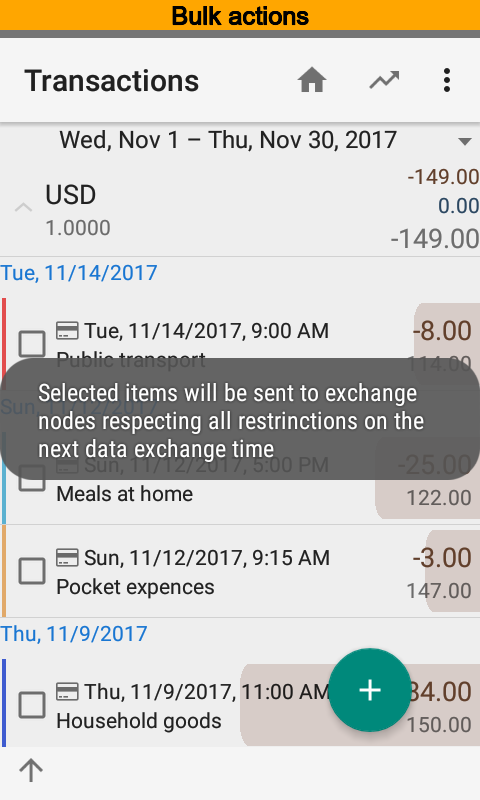 Bulk actions
Transactions
Wed, Nov 1 – Thu, Nov 30, 2017
USD
1.0000
-149.00
0.00
-149.00
Tue, 11/14/2017
Tue, 11/14/2017, 9:00 AM
-8.00
Public transport
114.00
Sun, 11/12/2017
Selected items will be sent to exchange
nodes respecting all restrinctions on the
next data exchange time
Sun, 11/12/2017, 5:00 PM
-25.00
Meals at home
122.00
Sun, 11/12/2017, 9:15 AM
-3.00
Pocket expences
147.00
Thu, 11/9/2017
Thu, 11/9/2017, 11:00 AM
34.00
Household goods
150.00